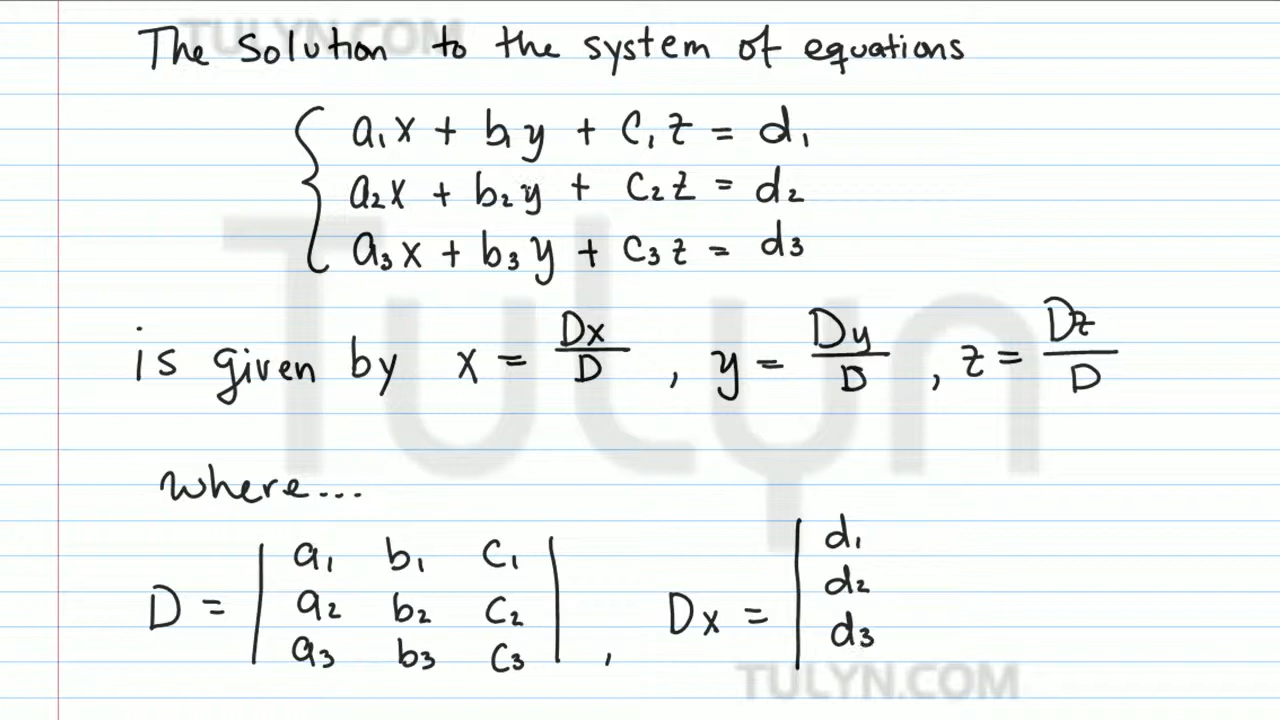 TULYN.COM
The Solution to the system of equations
a₁x + b₁y + c₁z = d₁
a₂x + b₂y + c₂z = d₂
a₃x + b₃y + c₃z = d₃
Tulyn
is given by x = Dx/D , y = Dy/D , z = Dz/D
where...
D = | a₁ b₁ c₁ | , Dx = | d₁
a₂ b₂ c₂ d₂
a₃ b₃ c₃ d₃
TULYN.COM